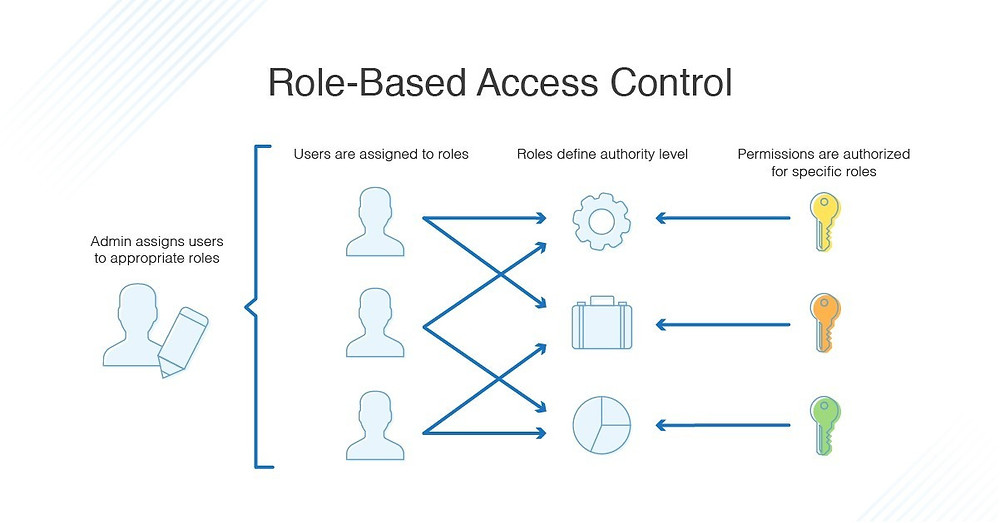 Role-Based Access Control
Admin assigns users
to appropriate roles
Users are assigned to roles
Roles define authority level
Permissions are authorized
for specific roles